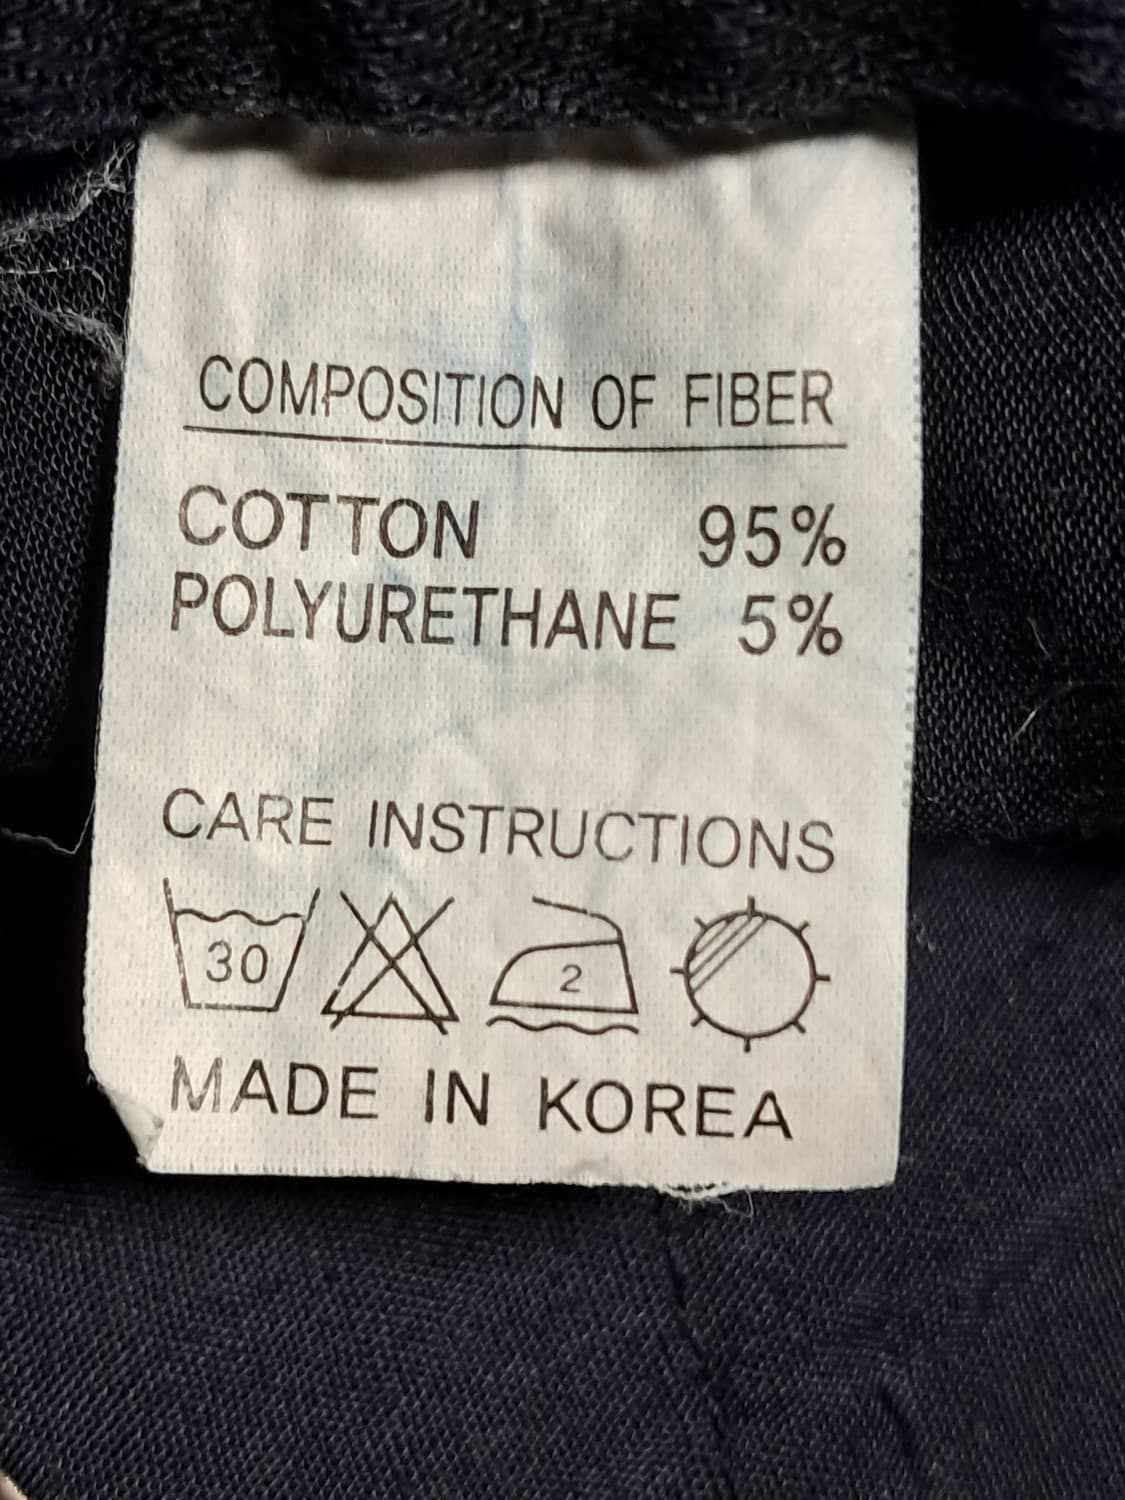 COMPOSITION OF FIBER
COTTON 95%
POLYURETHANE 5%
CARE INSTRUCTIONS
30 2
MADE IN KOREA